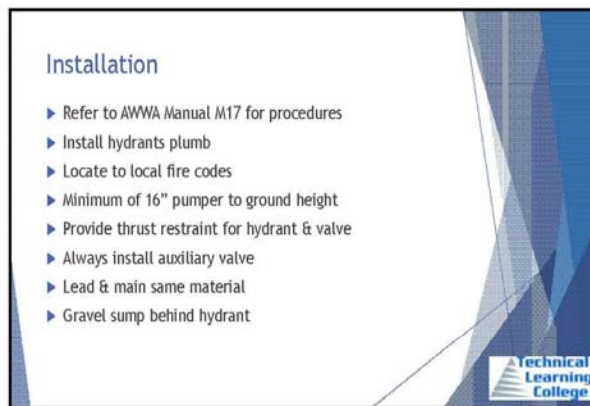 Installation
Refer to AWWA Manual M17 for procedures
Install hydrants plumb
Locate to local fire codes
Minimum of 16” pumper to ground height
Provide thrust restraint for hydrant & valve
Always install auxiliary valve
Lead & main same material
Gravel sump behind hydrant
Technical
Learning
College